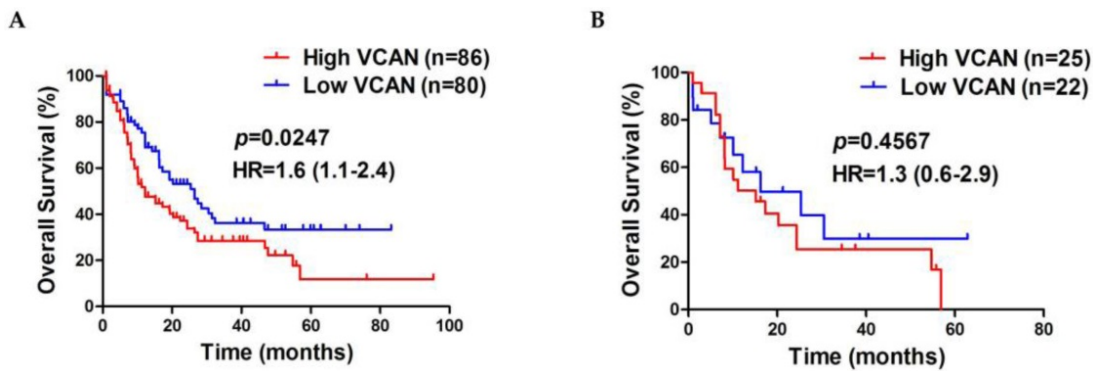 A
High VCAN (n=86)
Low VCAN (n=80)
p=0.0247
HR=1.6 (1.1-2.4)
Overall Survival (%)
100
80
60
40
20
0
0 20 40 60 80 100
Time (months)
B
High VCAN (n=25)
Low VCAN (n=22)
p=0.4567
HR=1.3 (0.6-2.9)
Overall Survival (%)
100
80
60
40
20
0
0 20 40 60 80
Time (months)